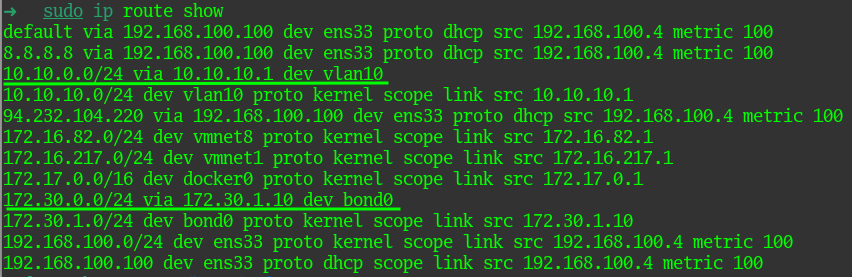 ➜ sudo ip route show
default via 192.168.100.100 dev ens33 proto dhcp src 192.168.100.4 metric 100
8.8.8.8 via 192.168.100.100 dev ens33 proto dhcp src 192.168.100.4 metric 100
10.10.0.0/24 via 10.10.10.1 dev vlan10
10.10.10.0/24 dev vlan10 proto kernel scope link src 10.10.10.1
94.232.104.220 via 192.168.100.100 dev ens33 proto dhcp src 192.168.100.4 metric 100
172.16.82.0/24 dev vmnet8 proto kernel scope link src 172.16.82.1
172.16.217.0/24 dev vmnet1 proto kernel scope link src 172.16.217.1
172.17.0.0/16 dev docker0 proto kernel scope link src 172.17.0.1
172.30.0.0/24 via 172.30.1.10 dev bond0
172.30.1.0/24 dev bond0 proto kernel scope link src 172.30.1.10
192.168.100.0/24 dev ens33 proto kernel scope link src 192.168.100.4 metric 100
192.168.100.100 dev ens33 proto dhcp scope link src 192.168.100.4 metric 100